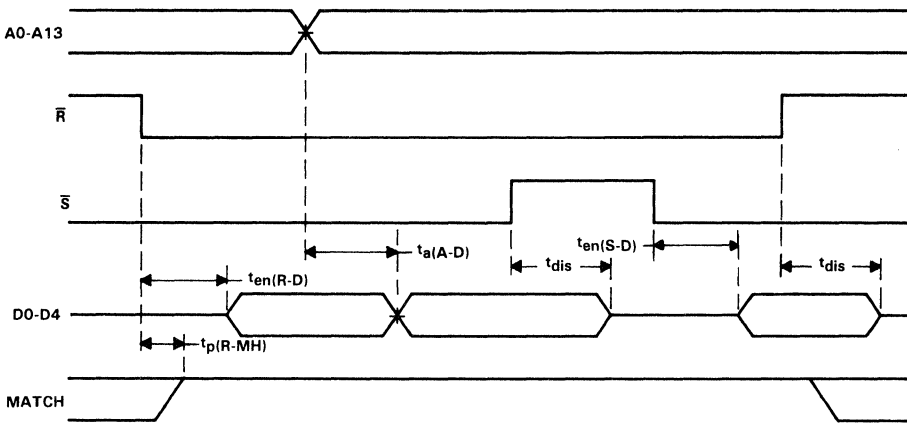 A0-A13
R̅
S̅
ta(A-D)
ten(S-D)
tdis
ten(R-D)
tdis
D0-D4
tp(R-MH)
MATCH